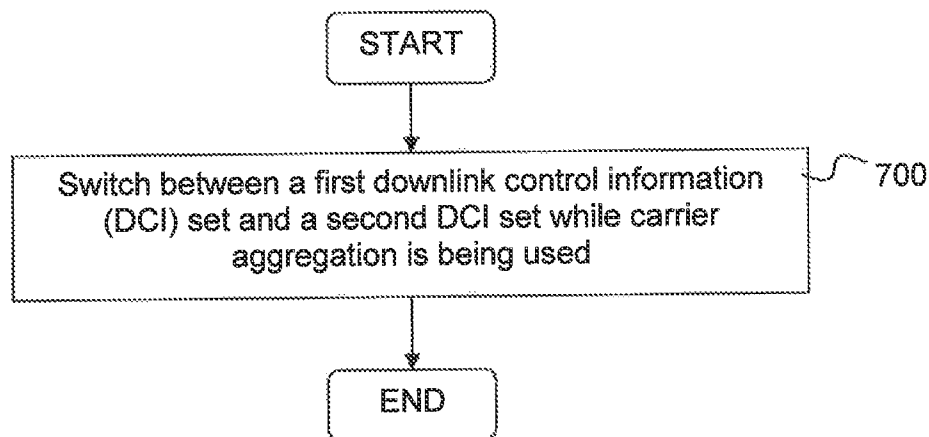 START
Switch between a first downlink control information
(DCI) set and a second DCI set while carrier
aggregation is being used
700
END